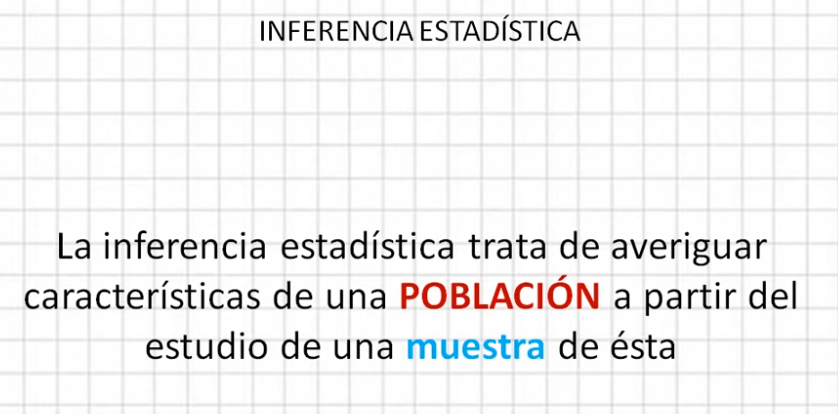 INFERENCIA ESTADÍSTICA
La inferencia estadística trata de averiguar
características de una POBLACIÓN a partir del
estudio de una muestra de ésta